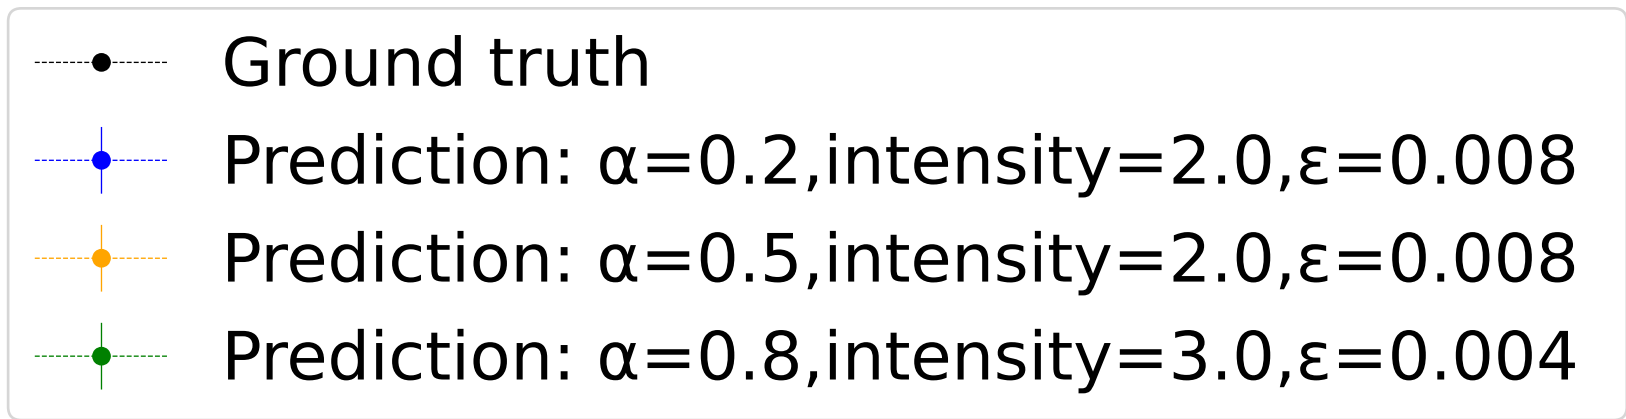 Ground truth
Prediction: α=0.2,intensity=2.0,ε=0.008
Prediction: α=0.5,intensity=2.0,ε=0.008
Prediction: α=0.8,intensity=3.0,ε=0.004